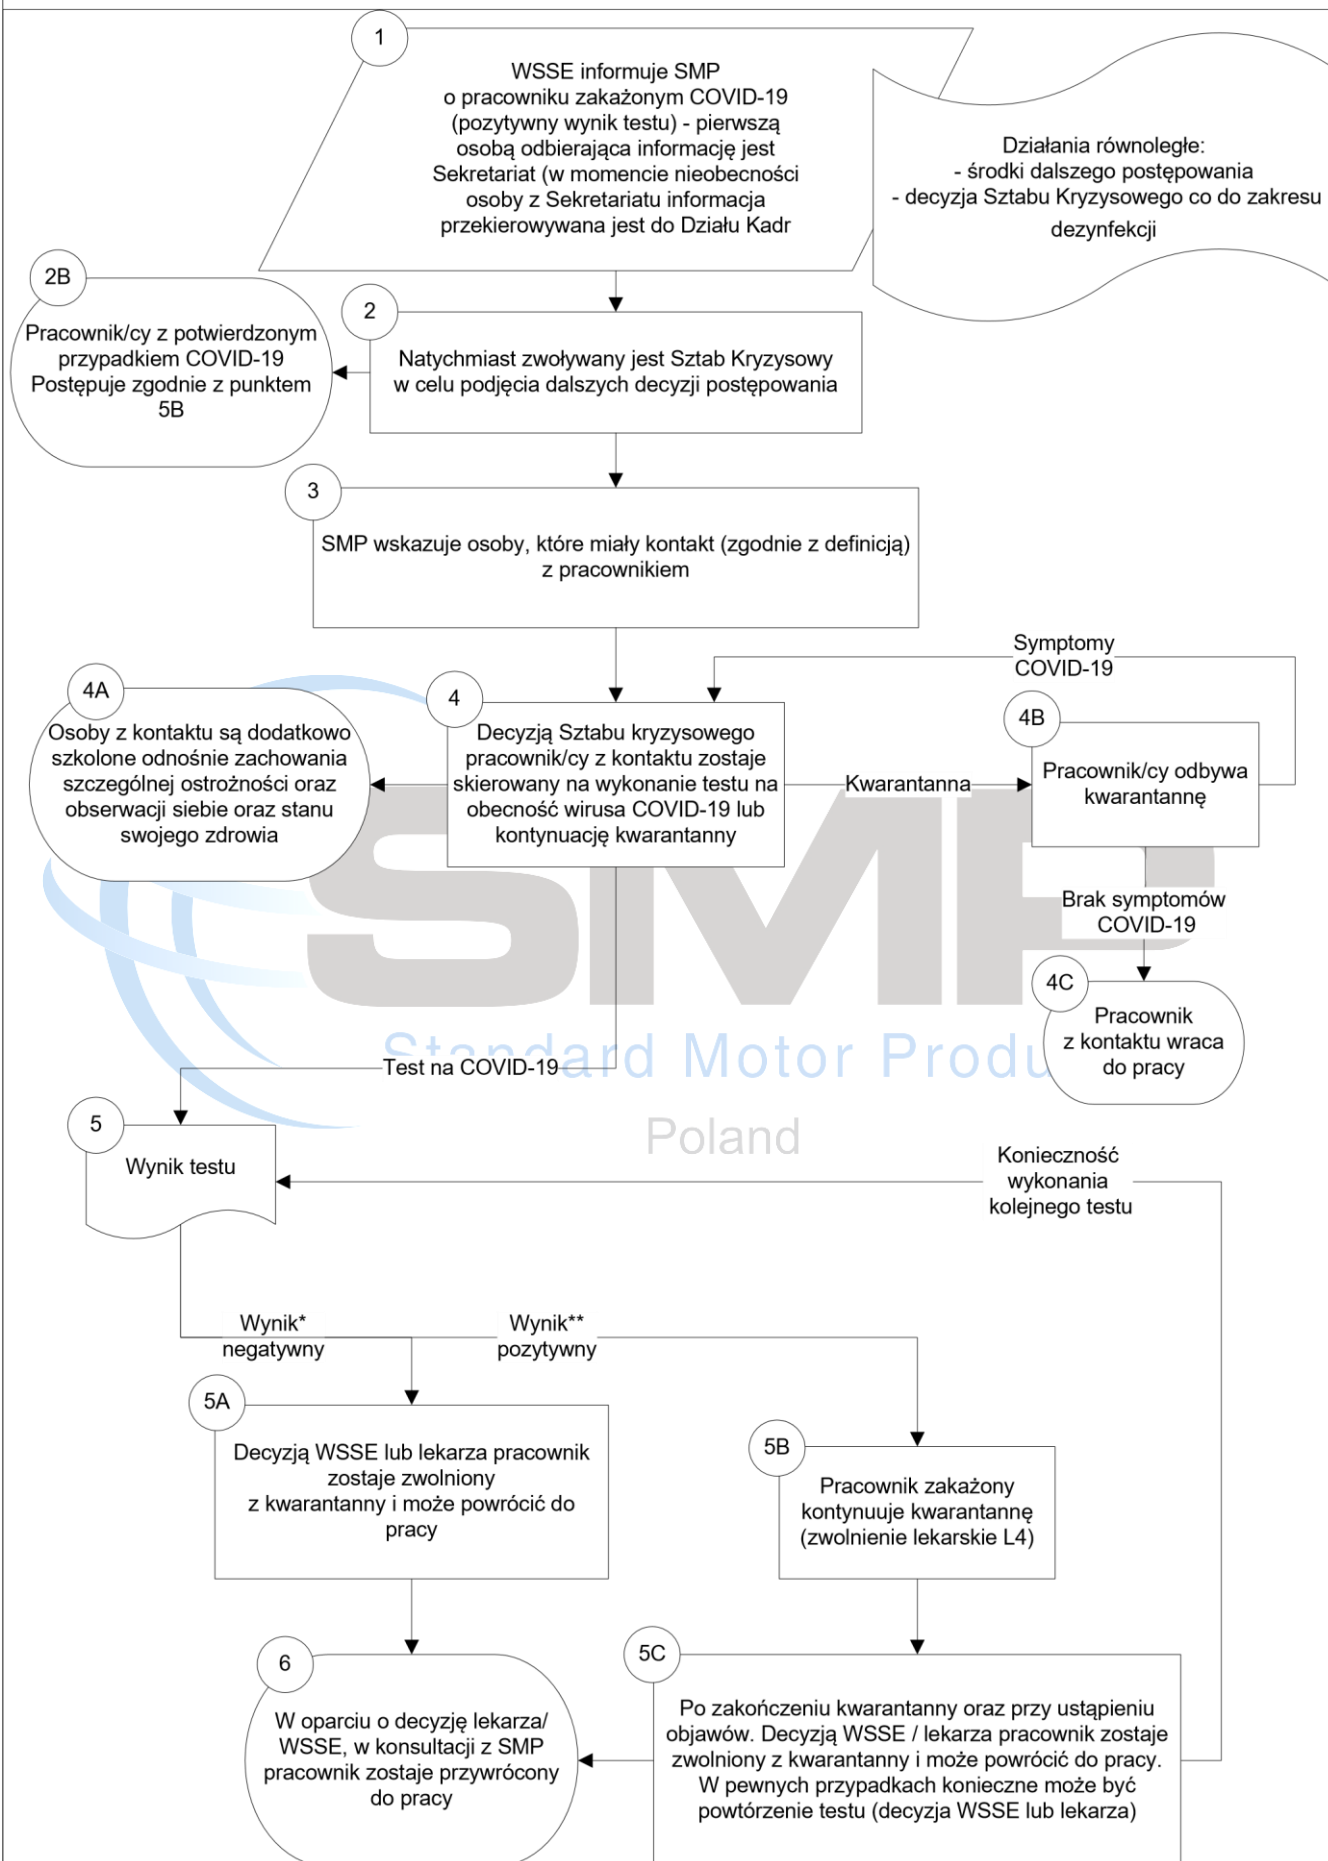 1
WSSE informuje SMP
o pracowniku zakażonym COVID-19
(pozytywny wynik testu) - pierwszą
osobą odbierająca informację jest
Sekretariat (w momencie nieobecności
osoby z Sekretariatu informacja
przekierowywana jest do Działu Kadr
Działania równoległe:
- środki dalszego postępowania
- decyzja Sztabu Kryzysowego co do zakresu
dezynfekcji
2B
Pracownik/cy z potwierdzonym
przypadkiem COVID-19
Postępuje zgodnie z punktem
5B
2
Natychmiast zwoływany jest Sztab Kryzysowy
w celu podjęcia dalszych decyzji postępowania
3
SMP wskazuje osoby, które miały kontakt (zgodnie z definicją)
z pracownikiem
Symptomy
COVID-19
4A
Osoby z kontaktu są dodatkowo
szkolone odnośnie zachowania
szczególnej ostrożności oraz
obserwacji siebie oraz stanu
swojego zdrowia
4
Decyzją Sztabu kryzysowego
pracownik/cy z kontaktu zostaje
skierowany na wykonanie testu na
obecność wirusa COVID-19 lub
kontynuację kwarantanny
Kwarantanna
4B
Pracownik/cy odbywa
kwarantannę
Brak symptomów
COVID-19
4C
Pracownik
z kontaktu wraca
do pracy
SMP
Standard Motor Produ
Poland
Test na COVID-19
5
Wynik testu
Konieczność
wykonania
kolejnego testu
Wynik*
negatywny
Wynik**
pozytywny
5A
Decyzją WSSE lub lekarza pracownik
zostaje zwolniony
z kwarantanny i może powrócić do
pracy
5B
Pracownik zakażony
kontynuuje kwarantannę
(zwolnienie lekarskie L4)
6
W oparciu o decyzję lekarza/
WSSE, w konsultacji z SMP
pracownik zostaje przywrócony
do pracy
5C
Po zakończeniu kwarantanny oraz przy ustąpieniu
objawów. Decyzją WSSE / lekarza pracownik zostaje
zwolniony z kwarantanny i może powrócić do pracy.
W pewnych przypadkach konieczne może być
powtórzenie testu (decyzja WSSE lub lekarza)